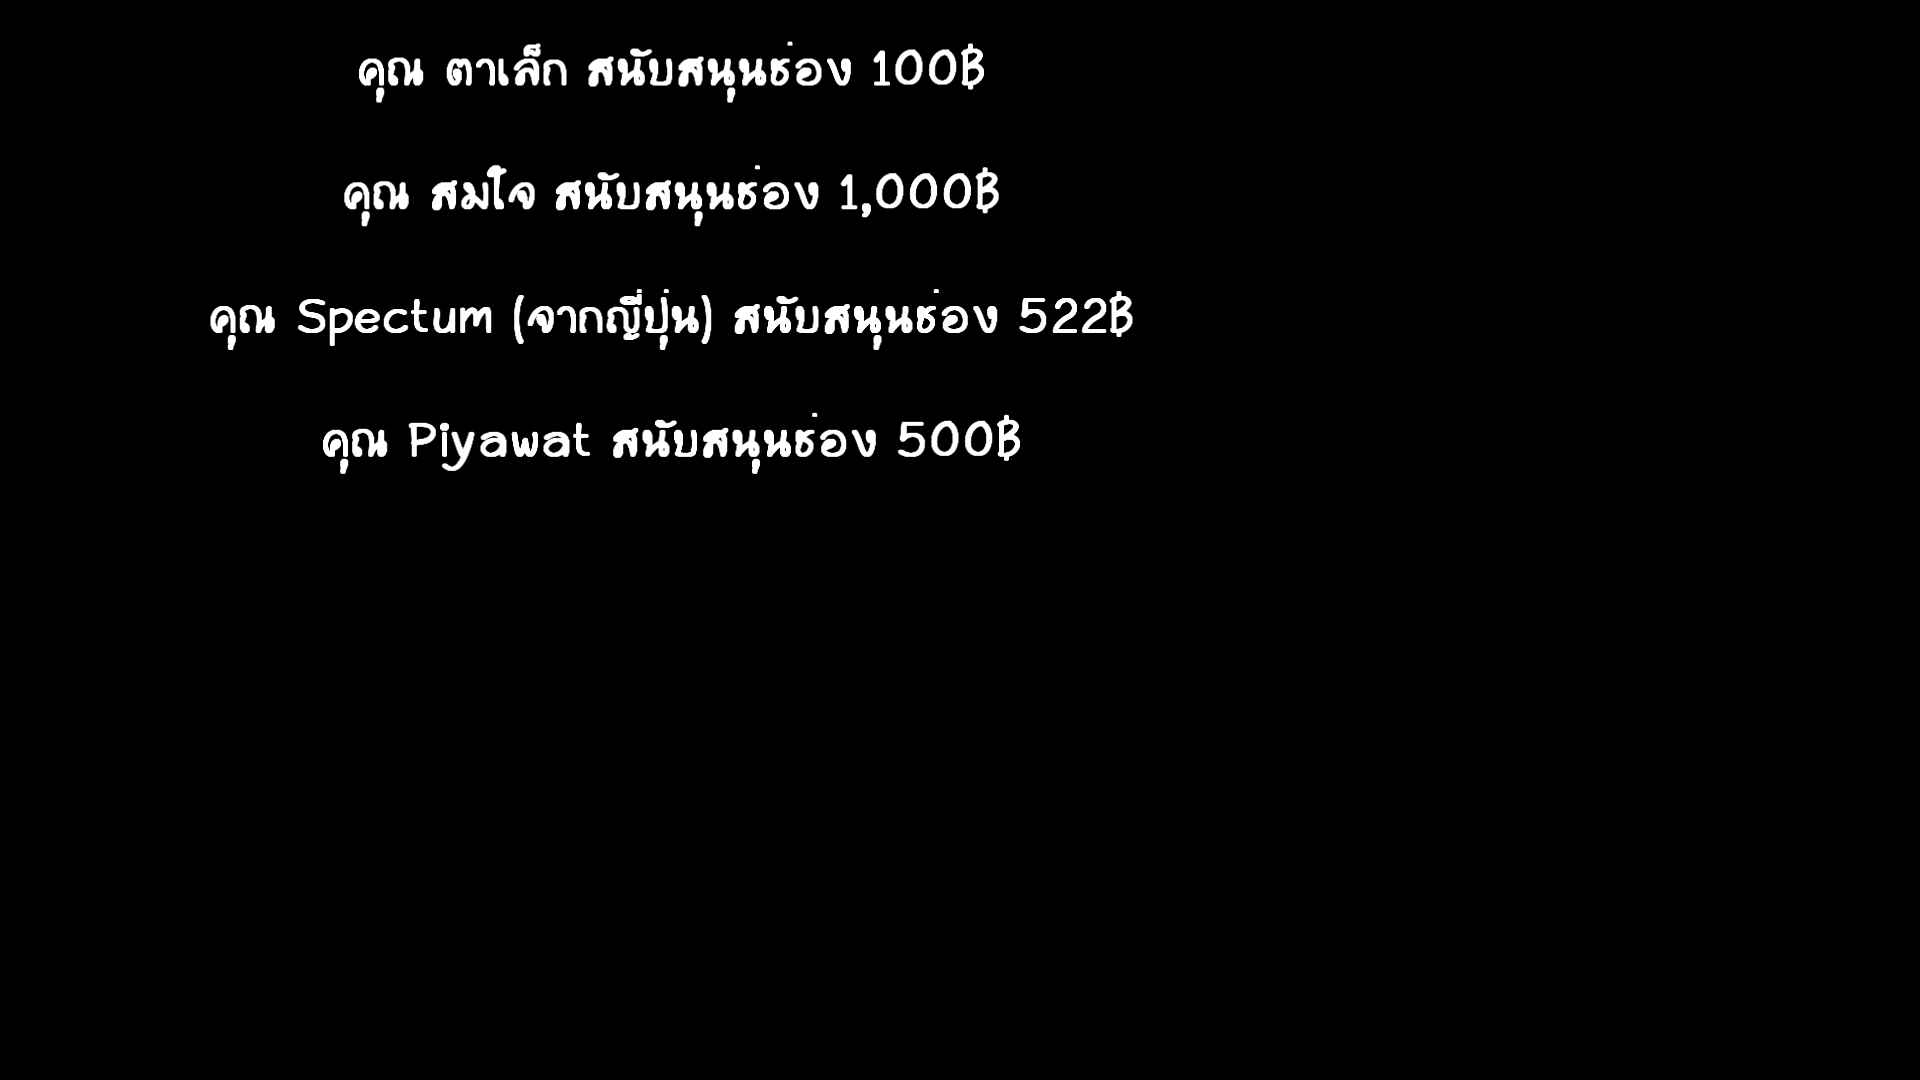 คุณ ตาเล็ก สนับสนุนช่อง 100฿
คุณ สมใจ สนับสนุนช่อง 1,000฿
คุณ Spectum (จากญี่ปุ่น) สนับสนุนช่อง 522฿
คุณ Piyawat สนับสนุนช่อง 500฿